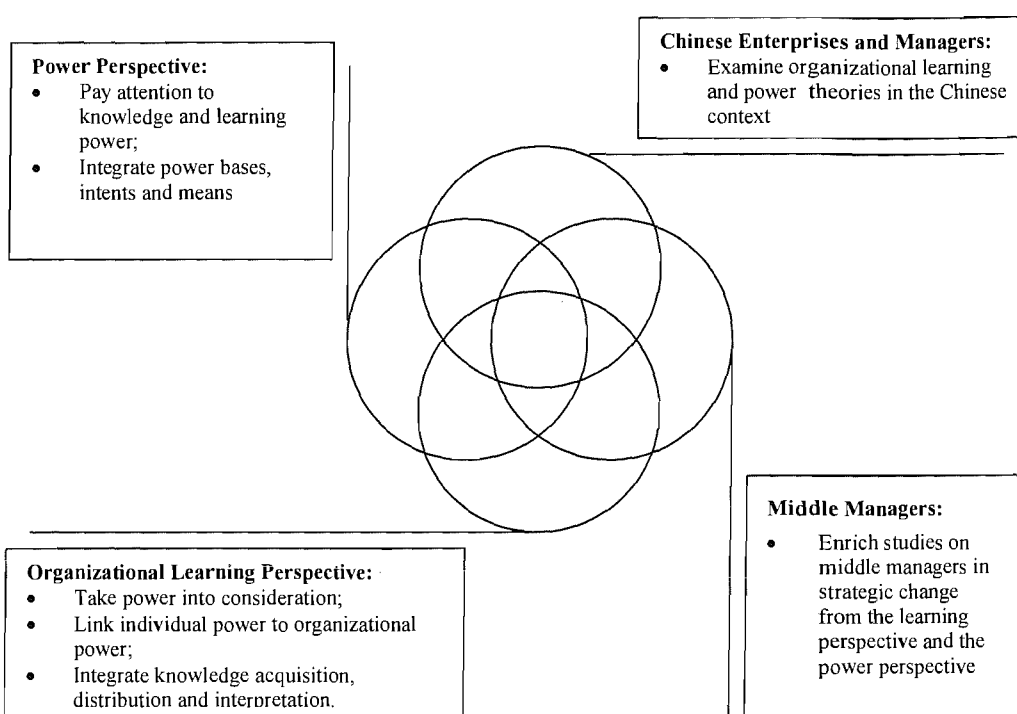 Power Perspective:
• Pay attention to
knowledge and learning
power;
• Integrate power bases,
intents and means
Chinese Enterprises and Managers:
• Examine organizational learning
and power theories in the Chinese
context
Organizational Learning Perspective:
• Take power into consideration;
• Link individual power to organizational
power;
• Integrate knowledge acquisition,
distribution and interpretation.
Middle Managers:
• Enrich studies on
middle managers in
strategic change
from the learning
perspective and the
power perspective